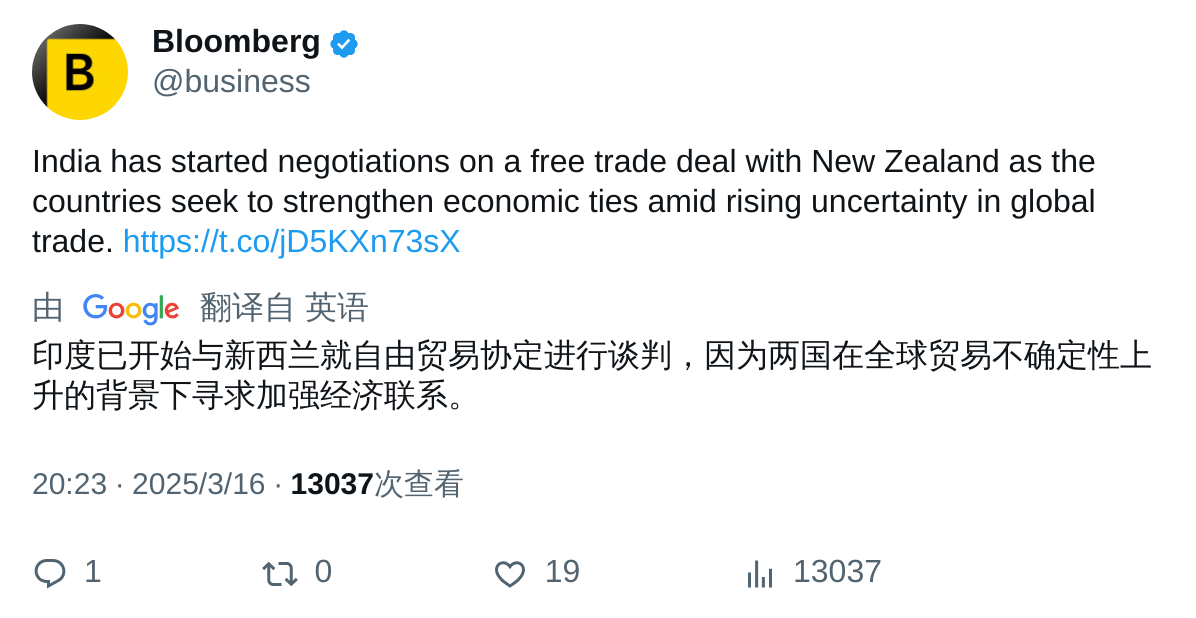 B
Bloomberg
@business
India has started negotiations on a free trade deal with New Zealand as the
countries seek to strengthen economic ties amid rising uncertainty in global
trade. https://t.co/jD5KXn73sX
由 Google 翻译自 英语
印度已开始与新西兰就自由贸易协定进行谈判，因为两国在全球贸易不确定性上
升的背景下寻求加强经济联系。
20:23 · 2025/3/16 · 13037次查看
1 0 19 13037